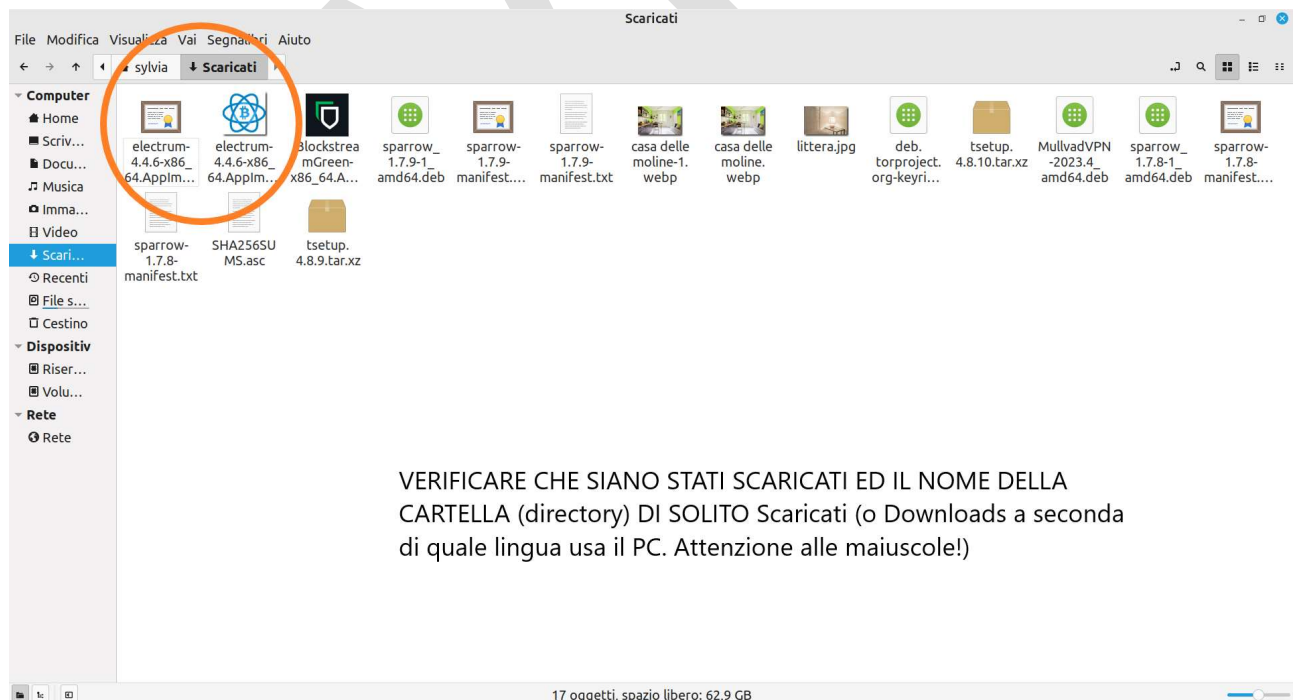 Scaricati
File Modifica Visualizza Vai Segnalibri Aiuto
sylvia Scaricati
Computer
Home
Scriv...
Docu...
Musica
Imma...
Video
Scari...
Recenti
File s...
Cestino
Dispositiv
Riser...
Volu...
Rete
Rete
electrum-
4.4.6-x86_
64.AppIm...
electrum-
4.4.6-x86_
64.AppIm...
Blockstrea
mGreen-
x86_64.A...
sparrow_
1.7.9-1_
amd64.deb
sparrow-
1.7.9-
manifest....
sparrow-
1.7.9-
manifest.txt
casa delle
moline-1.
webp
casa delle
moline.
webp
littera.jpg
deb.
torproject.
org-keyri...
tsetup.
4.8.10.tar.xz
MullvadVPN
-2023.4_
amd64.deb
sparrow_
1.7.8-1_
amd64.deb
sparrow-
1.7.8-
manifest....
sparrow-
1.7.8-
manifest.txt
SHA256SU
MS.asc
tsetup.
4.8.9.tar.xz
VERIFICARE CHE SIANO STATI SCARICATI ED IL NOME DELLA
CARTELLA (directory) DI SOLITO Scaricati (o Downloads a seconda
di quale lingua usa il PC. Attenzione alle maiuscole!)
17 oggetti, spazio libero: 62,9 GB